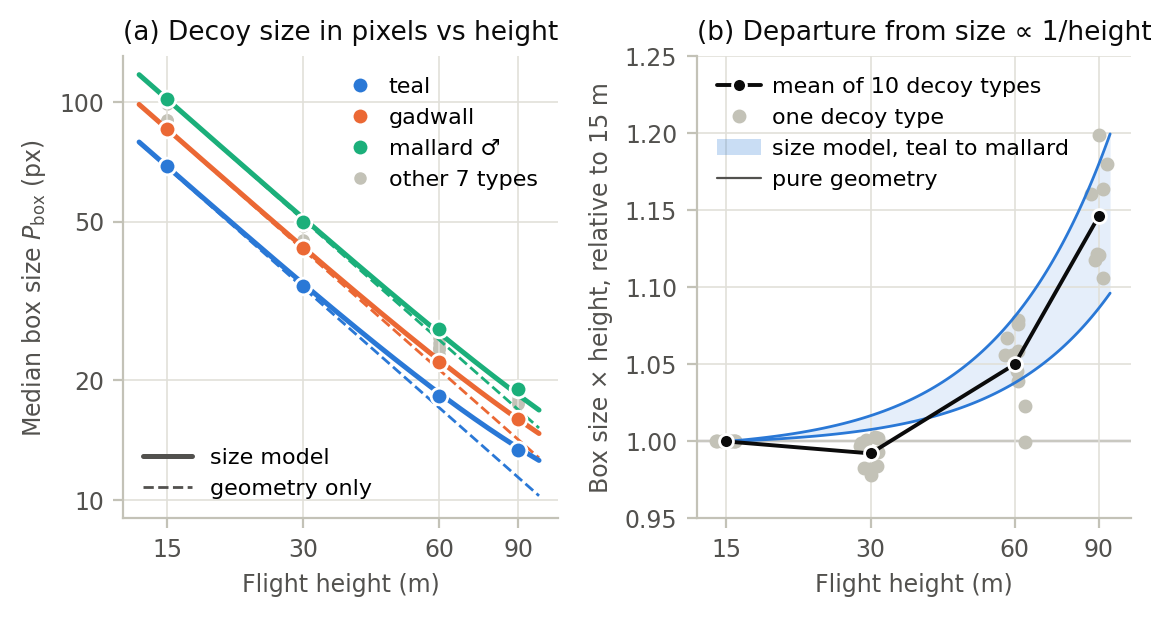 (a) Decoy size in pixels vs height
Median box size P_box (px)
100
50
20
10
teal
gadwall
mallard ♂
other 7 types
size model
geometry only
15
30
60
90
Flight height (m)
(b) Departure from size ∝ 1/height
Box size × height, relative to 15 m
1.25
1.20
1.15
1.10
1.05
1.00
0.95
mean of 10 decoy types
one decoy type
size model, teal to mallard
pure geometry
15
30
60
90
Flight height (m)